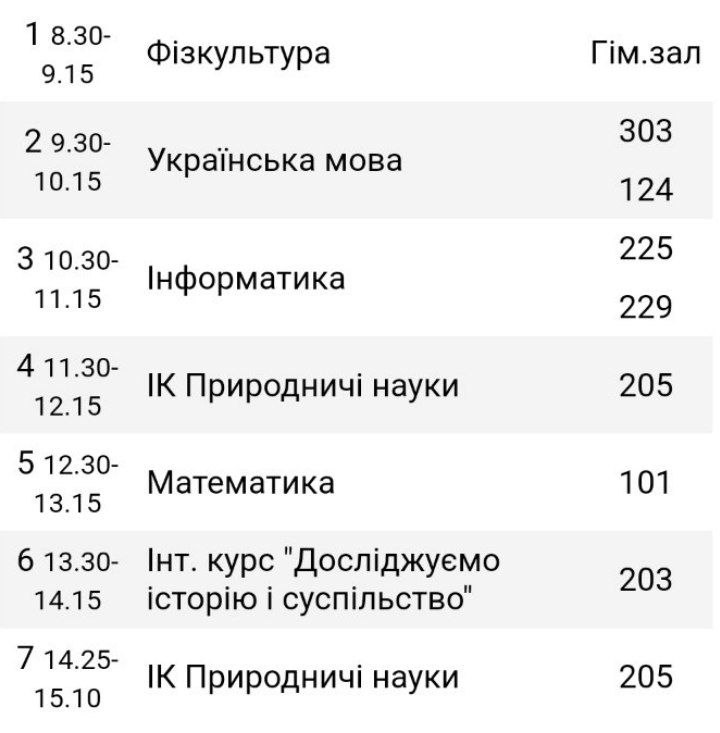 1 8.30-
9.15
Фізкультура
Гім.зал
2 9.30-
10.15
Українська мова
303
124
3 10.30-
11.15
Інформатика
225
229
4 11.30-
12.15
ІК Природничі науки
205
5 12.30-
13.15
Математика
101
6 13.30-
14.15
Інт. курс "Досліджуємо
історію і суспільство"
203
7 14.25-
15.10
ІК Природничі науки
205